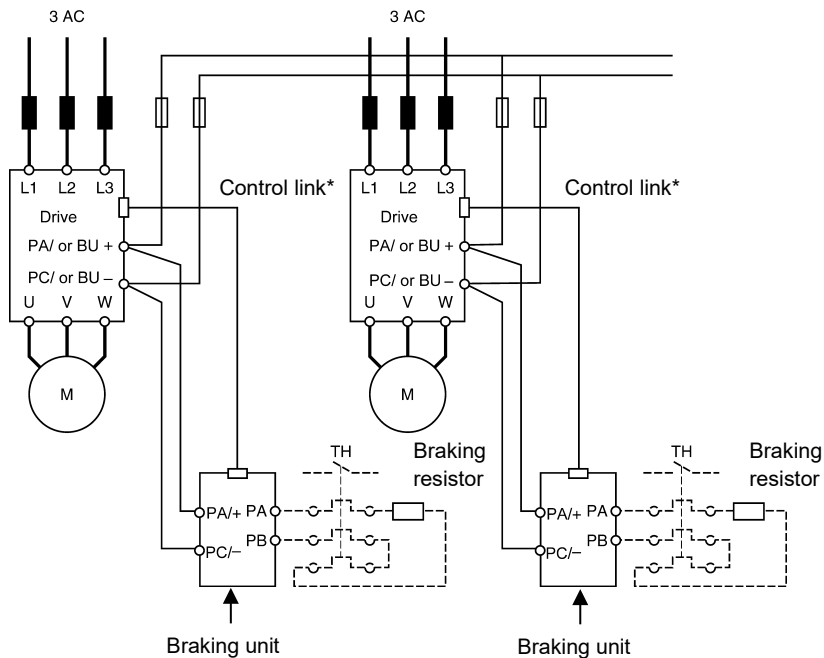 3 AC
3 AC
L1 L2 L3
Control link*
Drive
PA/ or BU +
PC/ or BU –
U V W
M
L1 L2 L3
Control link*
Drive
PA/ or BU +
PC/ or BU –
U V W
M
TH
Braking
resistor
PA/+ PA
PB
PC/–
Braking unit
TH
Braking
resistor
PA/+ PA
PB
PC/–
Braking unit